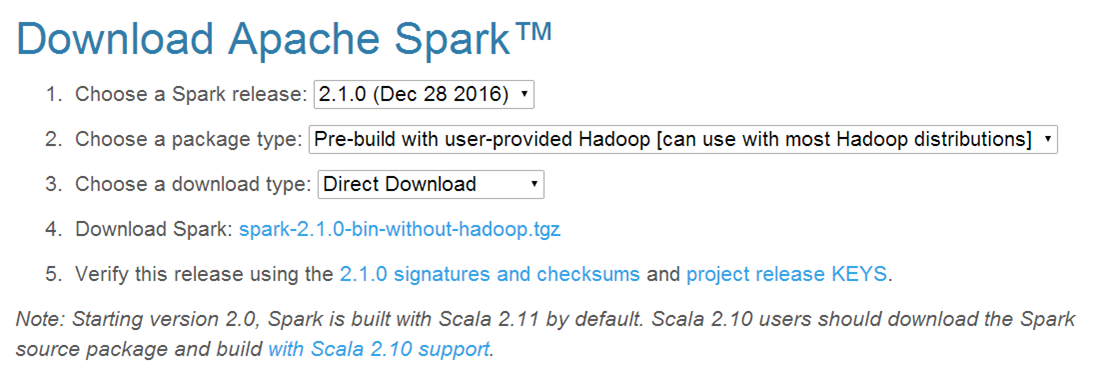 Download Apache Spark™
1. Choose a Spark release: 2.1.0 (Dec 28 2016)
2. Choose a package type: Pre-build with user-provided Hadoop [can use with most Hadoop distributions]
3. Choose a download type: Direct Download
4. Download Spark: spark-2.1.0-bin-without-hadoop.tgz
5. Verify this release using the 2.1.0 signatures and checksums and project release KEYS.
Note: Starting version 2.0, Spark is built with Scala 2.11 by default. Scala 2.10 users should download the Spark
source package and build with Scala 2.10 support.